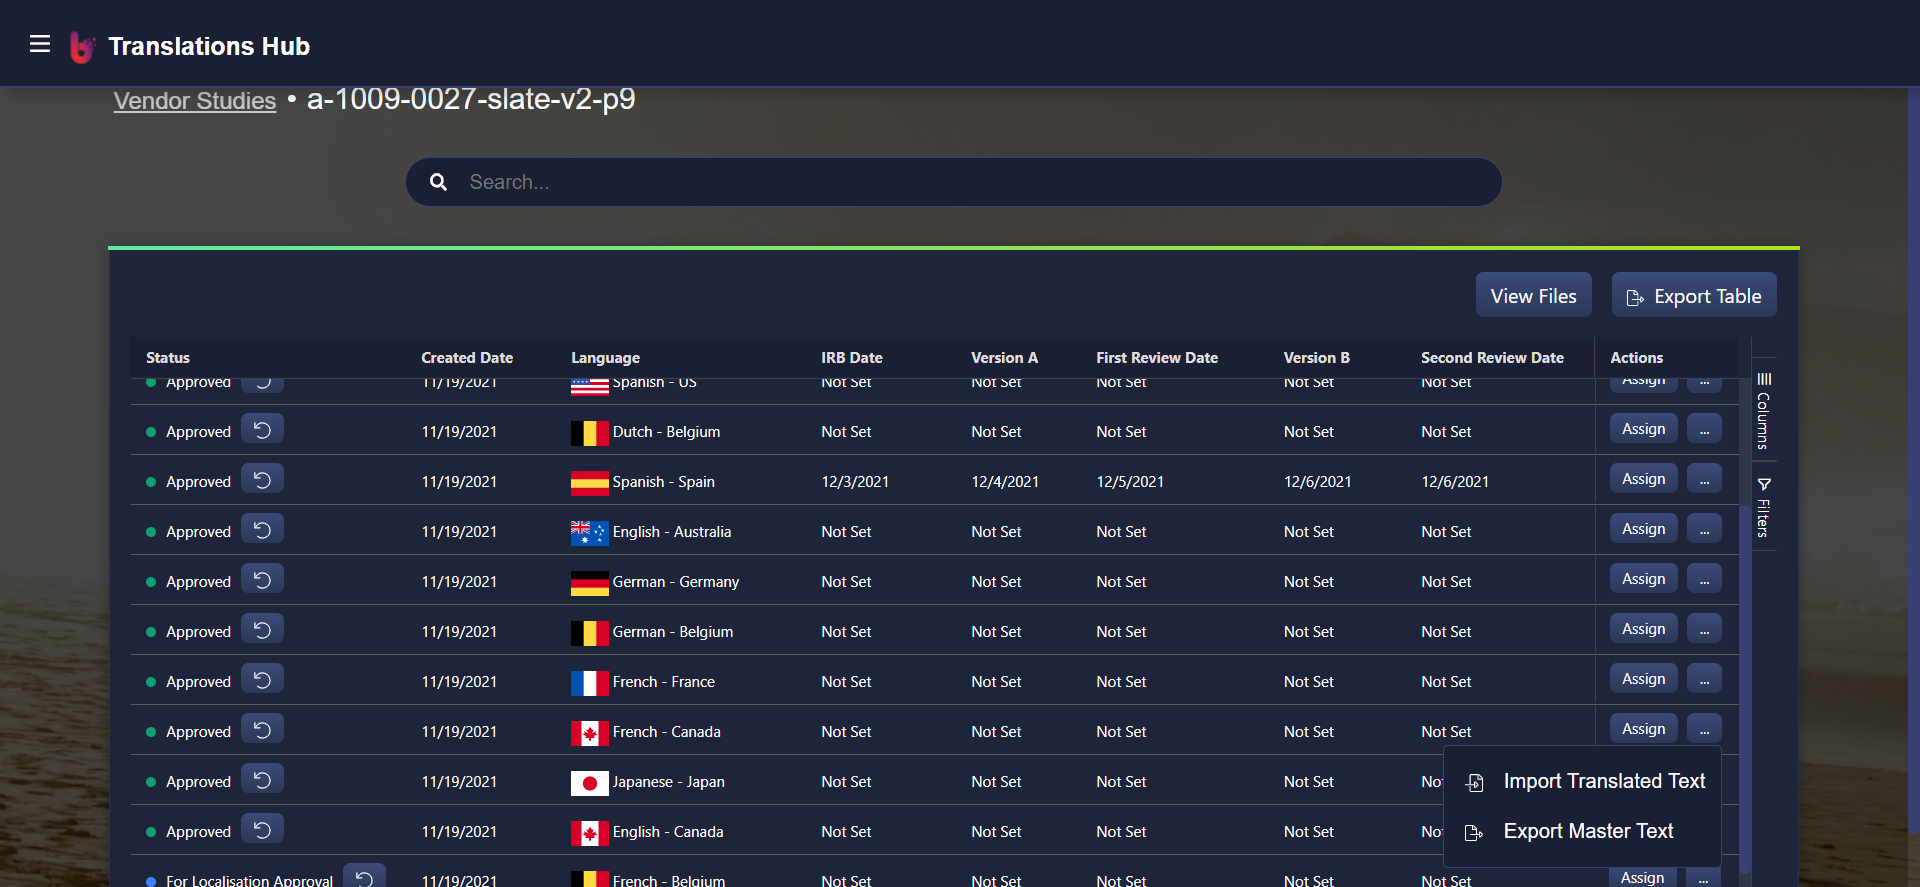 Translations Hub
Vendor Studies • a-1009-0027-slate-v2-p9
Search...
View Files Export Table
Status Created Date Language IRB Date Version A First Review Date Version B Second Review Date Actions
Approved 11/19/2021 Spanish - US Not Set Not Set Not Set Not Set Not Set Assign ...
Approved 11/19/2021 Dutch - Belgium Not Set Not Set Not Set Not Set Not Set Assign ...
Approved 11/19/2021 Spanish - Spain 12/3/2021 12/4/2021 12/5/2021 12/6/2021 12/6/2021 Assign ...
Approved 11/19/2021 English - Australia Not Set Not Set Not Set Not Set Not Set Assign ...
Approved 11/19/2021 German - Germany Not Set Not Set Not Set Not Set Not Set Assign ...
Approved 11/19/2021 German - Belgium Not Set Not Set Not Set Not Set Not Set Assign ...
Approved 11/19/2021 French - France Not Set Not Set Not Set Not Set Not Set Assign ...
Approved 11/19/2021 French - Canada Not Set Not Set Not Set Not Set Not Set Assign ...
Approved 11/19/2021 Japanese - Japan Not Set Not Set Not Set Not Set No
Approved 11/19/2021 English - Canada Not Set Not Set Not Set Not Set No
For Localisation Approval 11/19/2021 French - Belgium Not Set Not Set Not Set Not Set Not Set Assign ...
Import Translated Text
Export Master Text
Columns
Filters